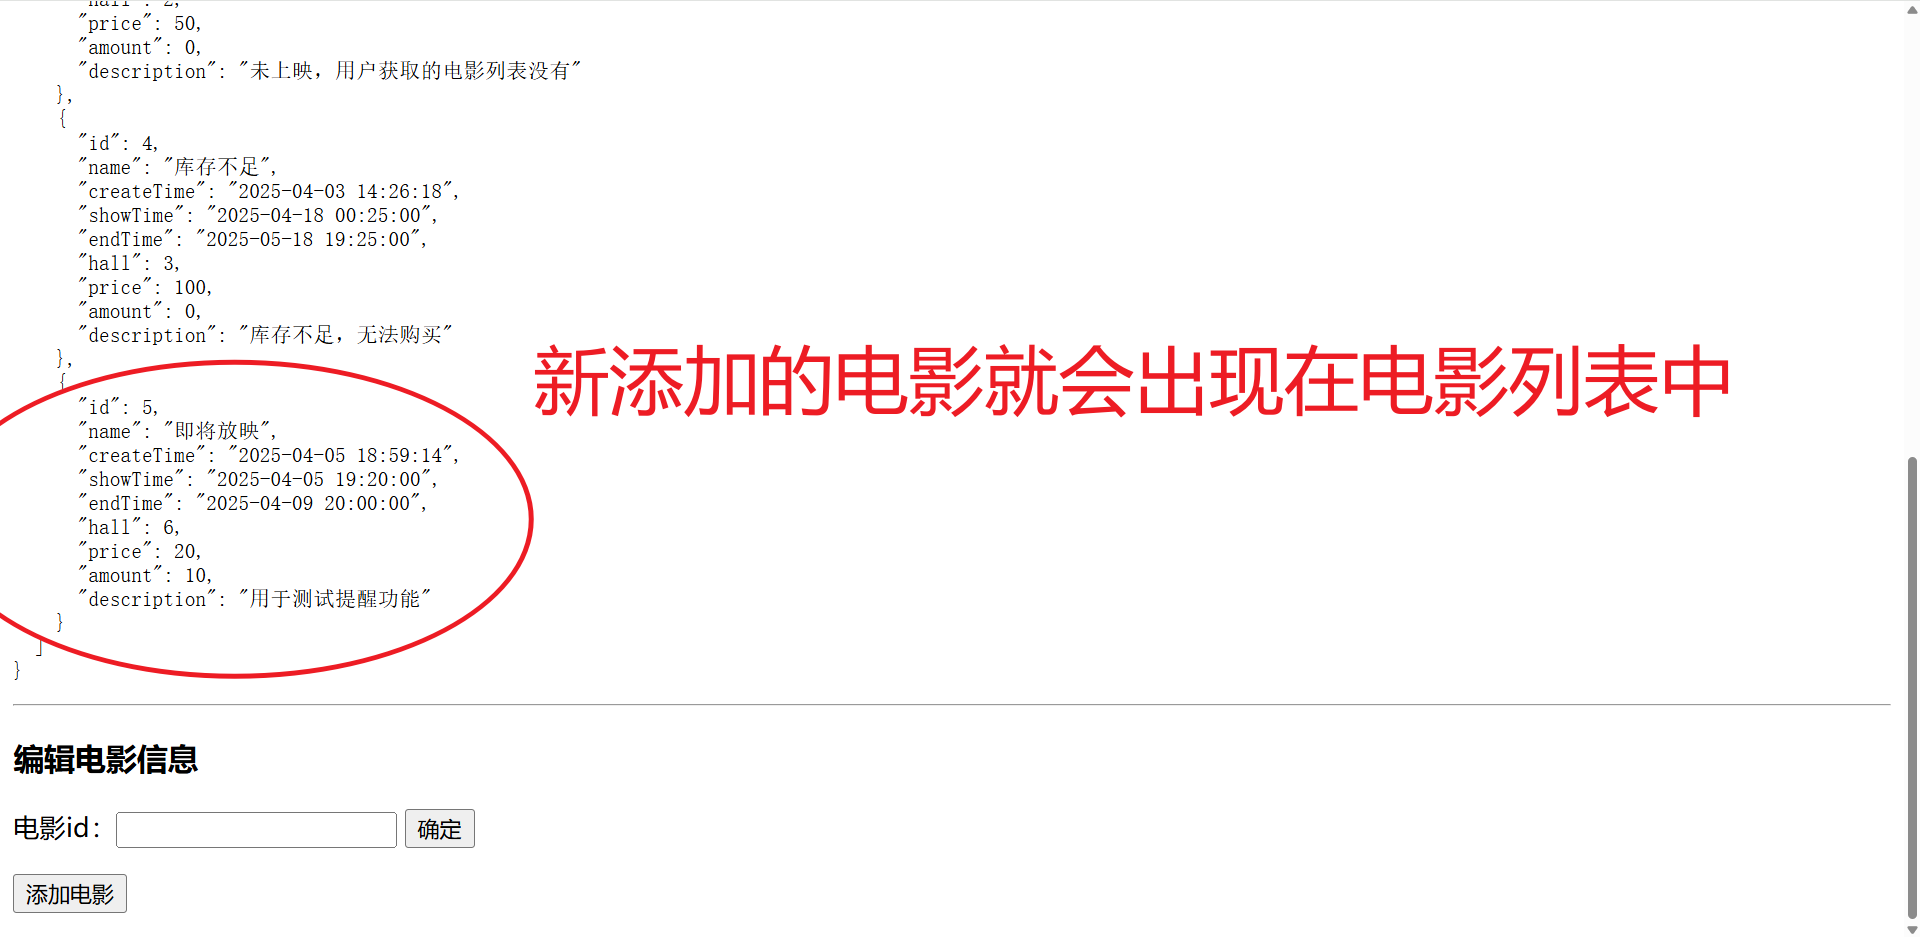 "hall": 2,
"price": 50,
"amount": 0,
"description": "未上映，用户获取的电影列表没有"
},
{
"id": 4,
"name": "库存不足",
"createTime": "2025-04-03 14:26:18",
"showTime": "2025-04-18 00:25:00",
"endTime": "2025-05-18 19:25:00",
"hall": 3,
"price": 100,
"amount": 0,
"description": "库存不足，无法购买"
},
新添加的电影就会出现在电影列表中
{
"id": 5,
"name": "即将放映",
"createTime": "2025-04-05 18:59:14",
"showTime": "2025-04-05 19:20:00",
"endTime": "2025-04-09 20:00:00",
"hall": 6,
"price": 20,
"amount": 10,
"description": "用于测试提醒功能"
}
]
}
编辑电影信息
电影id： 确定
添加电影